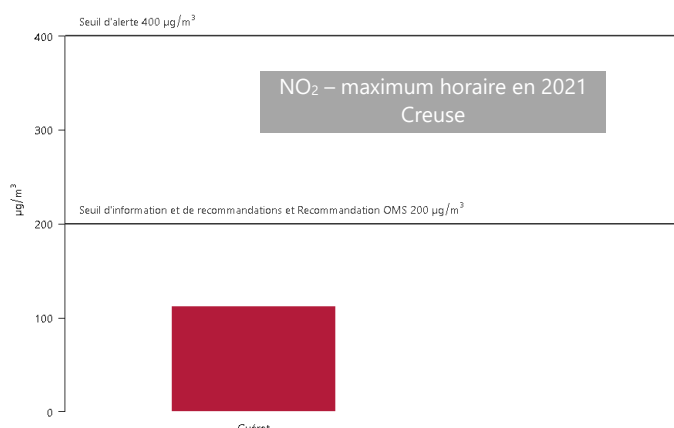 Seuil d'alerte 400 µg/m³
400
NO₂ – maximum horaire en 2021
Creuse
300
µg/m³
Seuil d'information et de recommandations et Recommandation OMS 200 µg/m³
200
100
0
Guéret